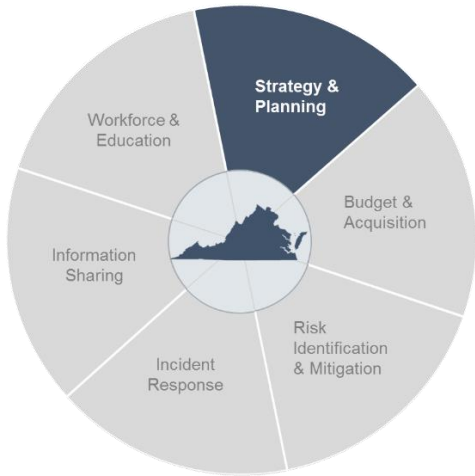 Strategy &
Planning
Budget &
Acquisition
Risk
Identification
& Mitigation
Incident
Response
Information
Sharing
Workforce &
Education